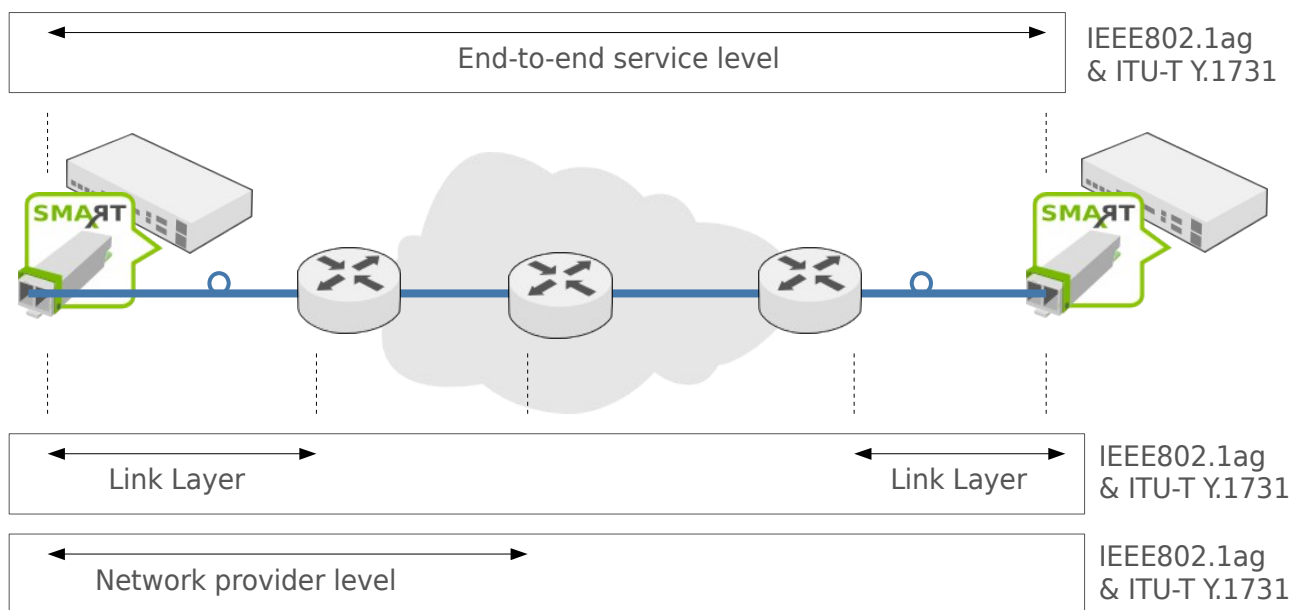 End-to-end service level
IEEE802.1ag
& ITU-T Y.1731
SMART
SMART
Link Layer
Link Layer
IEEE802.1ag
& ITU-T Y.1731
Network provider level
IEEE802.1ag
& ITU-T Y.1731